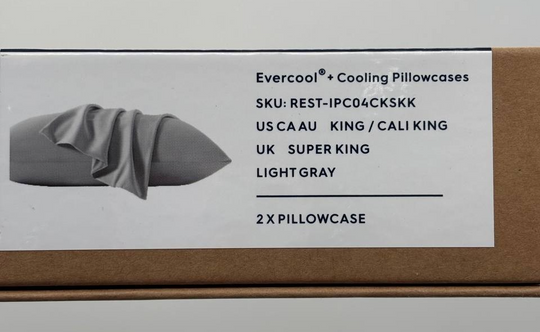 Evercool®+ Cooling Pillowcases
SKU: REST-IPC04CKSKK
US CA AU KING / CALI KING
UK SUPER KING
LIGHT GRAY
2 X PILLOWCASE